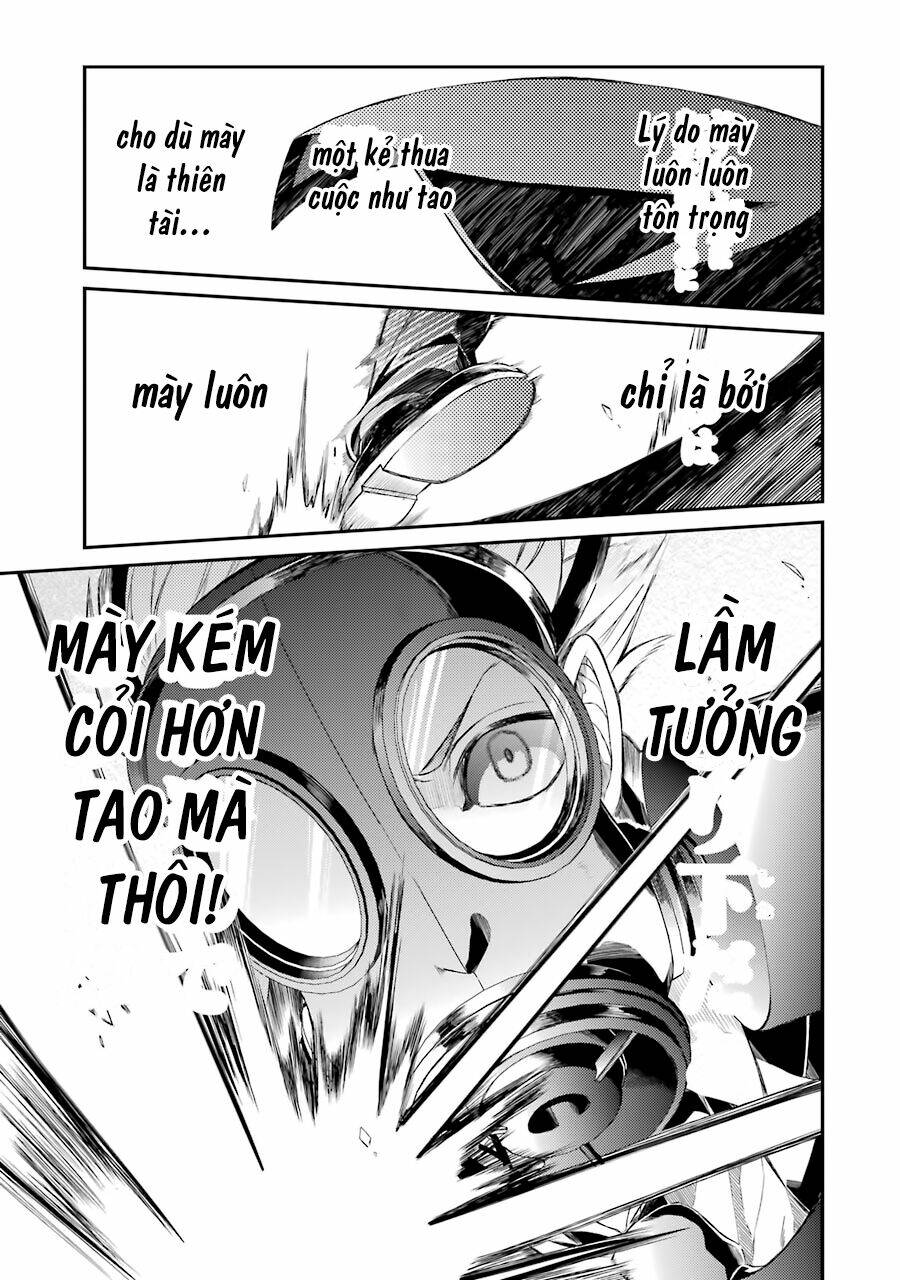 Lý do mày
luôn luôn
tôn trọng
một kẻ thua
cuộc như tao
cho dù mày
là thiên
tài...
chỉ là bởi
mày luôn
LẦM
TƯỞNG
MÀY KÉM
CỎI HƠN
TAO MÀ
THÔI!